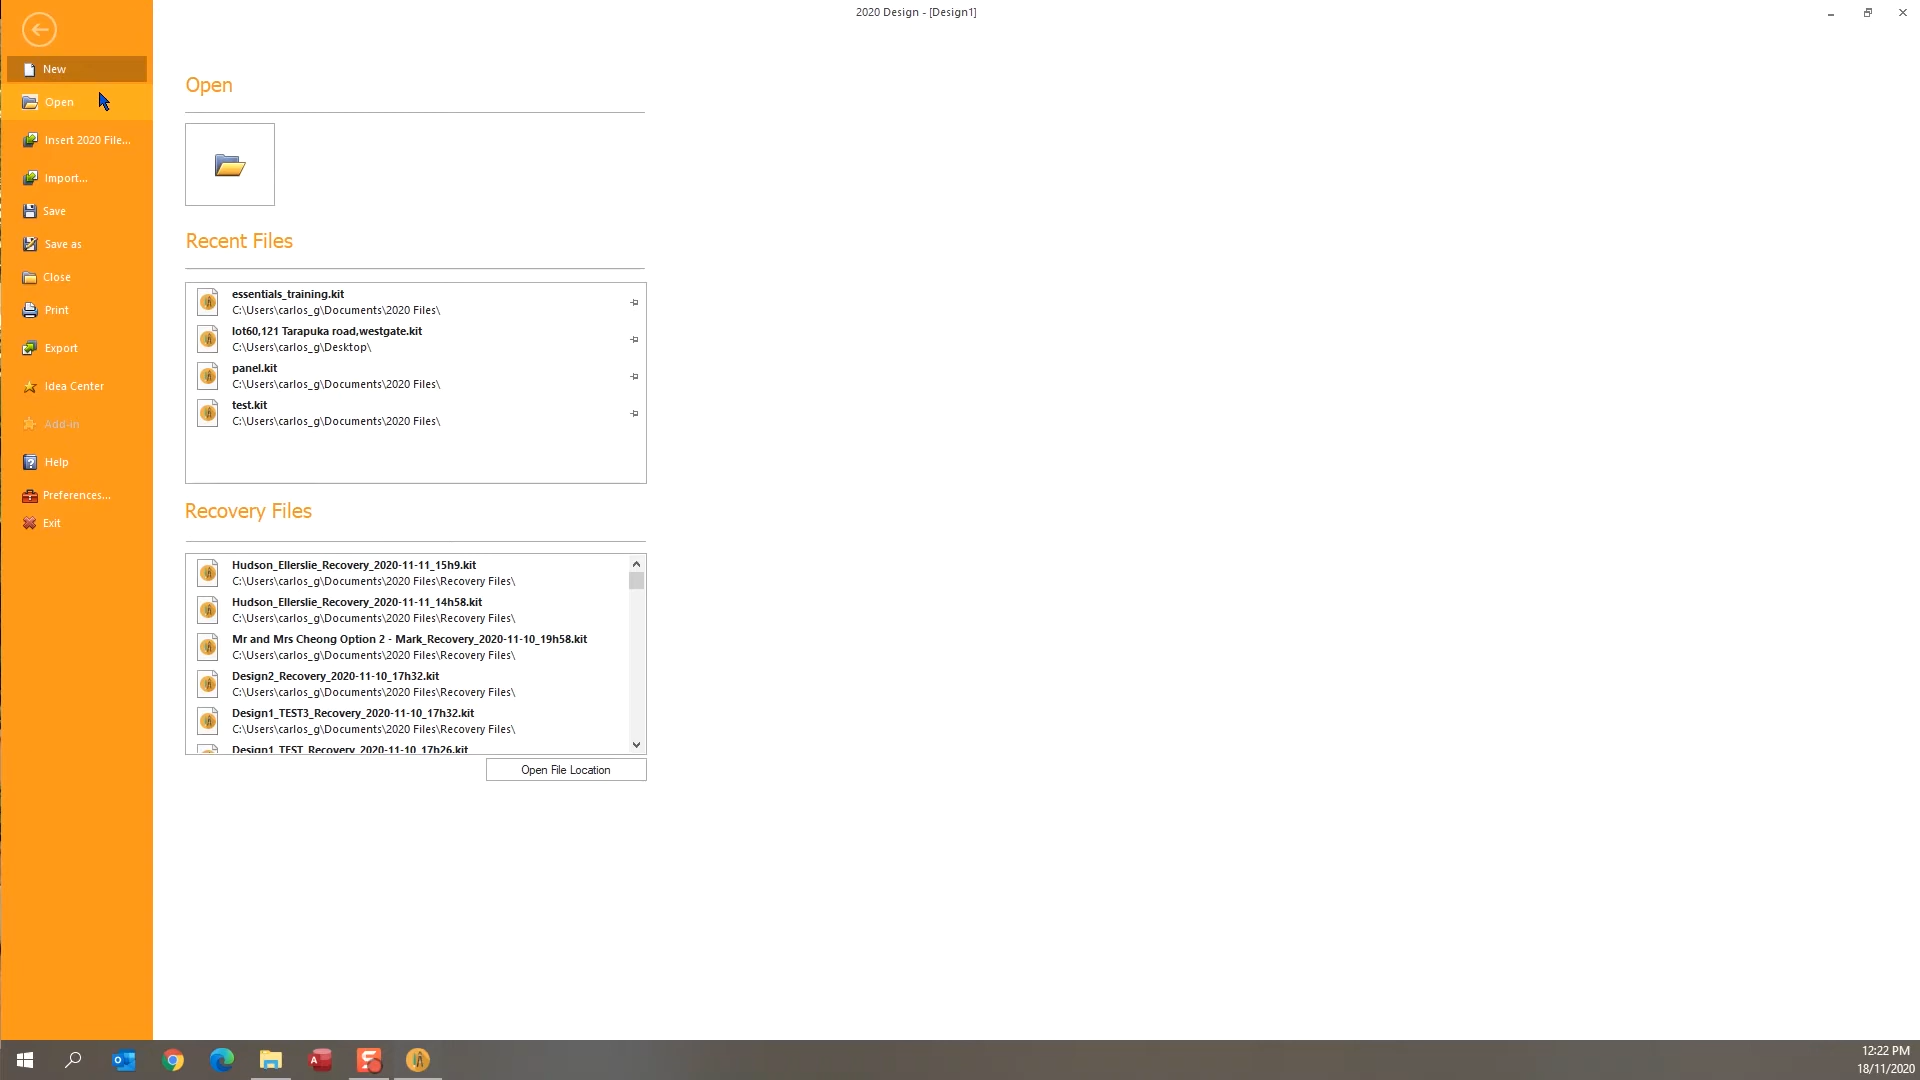 2020 Design - [Design1]
New
Open
Insert 2020 File...
Import...
Save
Save as
Close
Print
Export
Idea Center
Add-in
Help
Preferences...
Exit
Open
Recent Files
essentials_training.kit
C:\Users\carlos_g\Documents\2020 Files\
lot60,121 Tarapuka road,westgate.kit
C:\Users\carlos_g\Desktop\
panel.kit
C:\Users\carlos_g\Documents\2020 Files\
test.kit
C:\Users\carlos_g\Documents\2020 Files\
Recovery Files
Hudson_Ellerslie_Recovery_2020-11-11_15h9.kit
C:\Users\carlos_g\Documents\2020 Files\Recovery Files\
Hudson_Ellerslie_Recovery_2020-11-11_14h58.kit
C:\Users\carlos_g\Documents\2020 Files\Recovery Files\
Mr and Mrs Cheong Option 2 - Mark_Recovery_2020-11-10_19h58.kit
C:\Users\carlos_g\Documents\2020 Files\Recovery Files\
Design2_Recovery_2020-11-10_17h32.kit
C:\Users\carlos_g\Documents\2020 Files\Recovery Files\
Design1_TEST3_Recovery_2020-11-10_17h32.kit
C:\Users\carlos_g\Documents\2020 Files\Recovery Files\
Design1_TEST_Recovery_2020-11-10_17h26.kit
Open File Location
12:22 PM
18/11/2020